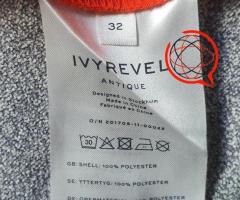 32
IVYREVEL
ANTIQUE
Designed in Stockholm
Made in China
Fabriqué en Chine
30
GB: SHELL: 100% POLYESTER
SE: YTTERTYG: 100% POLYESTER